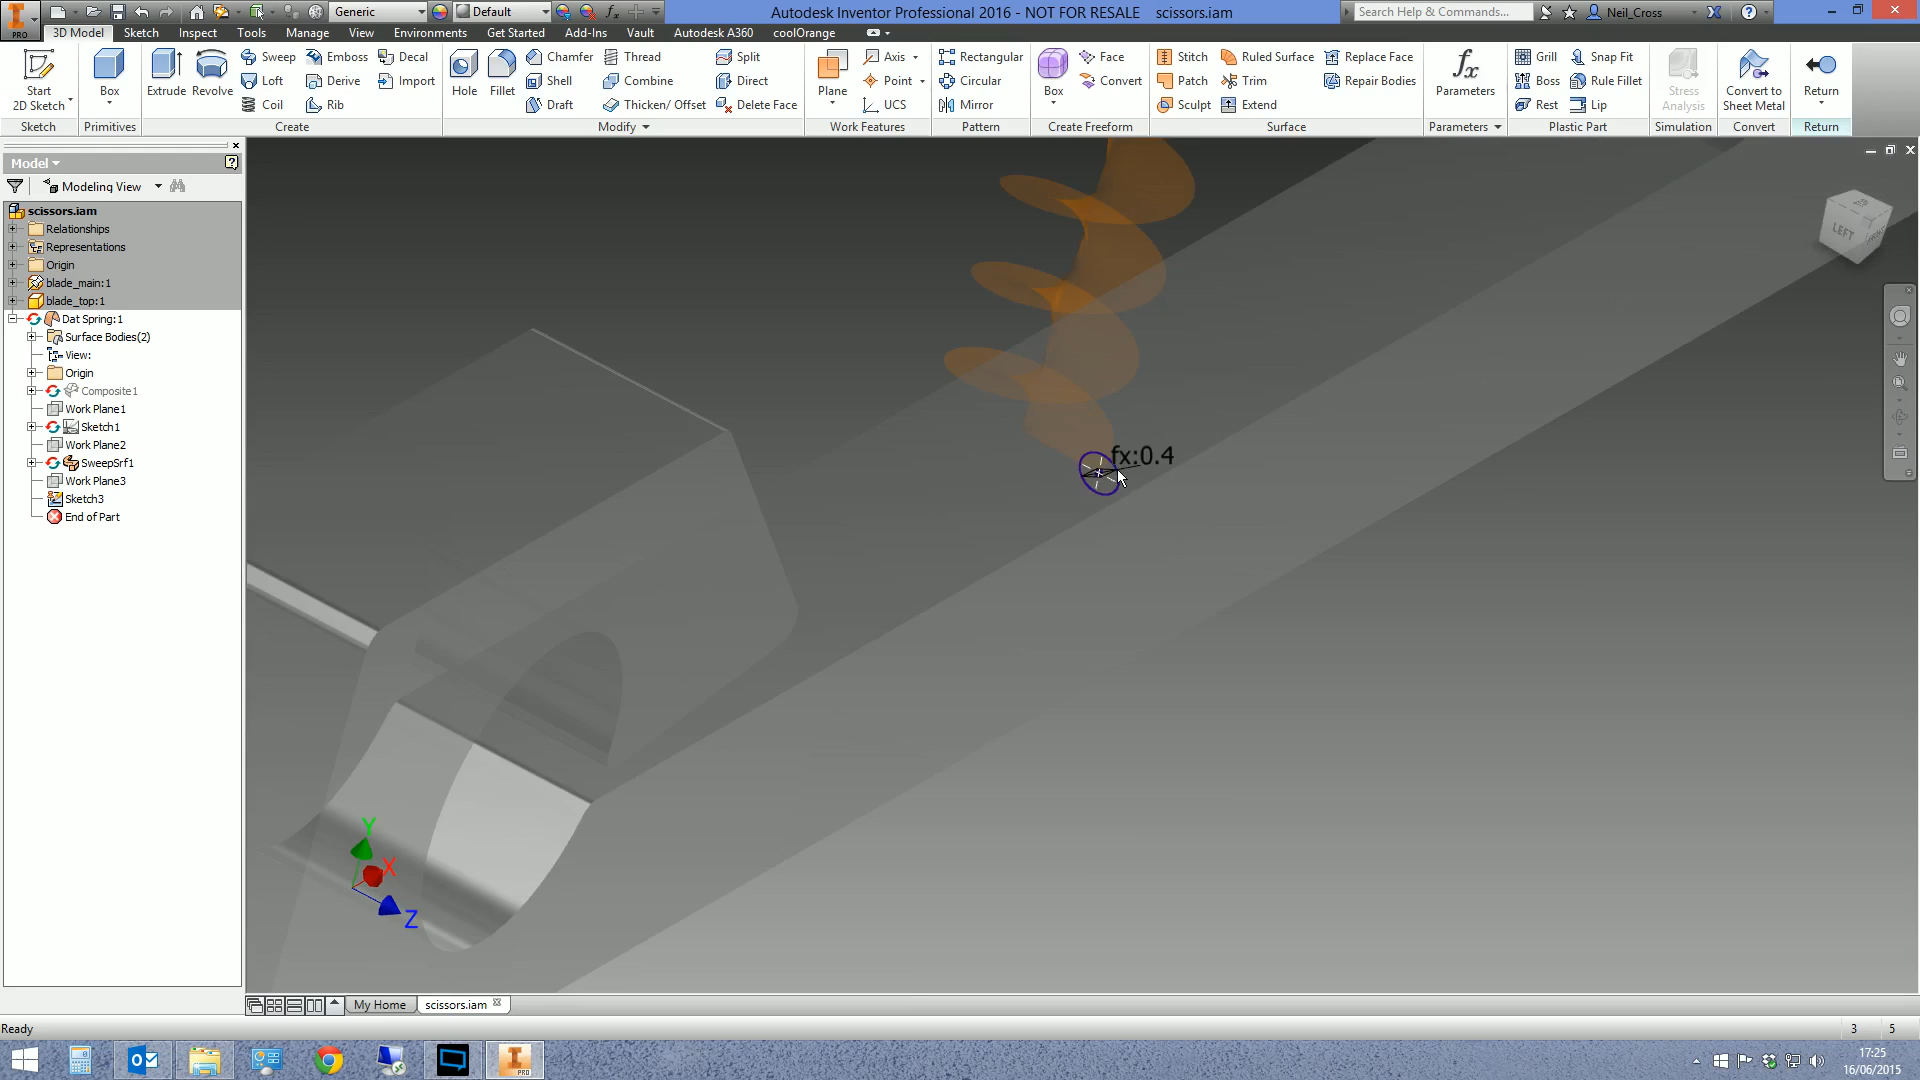 Generic
Default
Autodesk Inventor Professional 2016 - NOT FOR RESALE scissors.iam
Search Help & Commands...
Neil_Cross
PRO
3D Model
Sketch
Inspect
Tools
Manage
View
Environments
Get Started
Add-Ins
Vault
Autodesk A360
coolOrange
Start
2D Sketch
Box
Extrude
Revolve
Sweep
Emboss
Decal
Loft
Derive
Import
Coil
Rib
Hole
Fillet
Chamfer
Thread
Split
Shell
Combine
Direct
Draft
Thicken/ Offset
Delete Face
Plane
Axis
Point
UCS
Rectangular
Circular
Mirror
Box
Face
Convert
Stitch
Ruled Surface
Replace Face
Patch
Trim
Repair Bodies
Sculpt
Extend
Parameters
Grill
Snap Fit
Boss
Rule Fillet
Rest
Lip
Stress
Analysis
Convert to
Sheet Metal
Return
Sketch
Primitives
Create
Modify
Work Features
Pattern
Create Freeform
Surface
Parameters
Plastic Part
Simulation
Convert
Return
Model
Modeling View
scissors.iam
Relationships
Representations
Origin
blade_main:1
blade_top:1
Dat Spring:1
Surface Bodies(2)
View:
Origin
Composite1
Work Plane1
Sketch1
Work Plane2
SweepSrf1
Work Plane3
Sketch3
End of Part
fx:0.4
LEFT
Y
X
Z
My Home
scissors.iam
Ready
3 5
PRO
17:25
16/06/2015